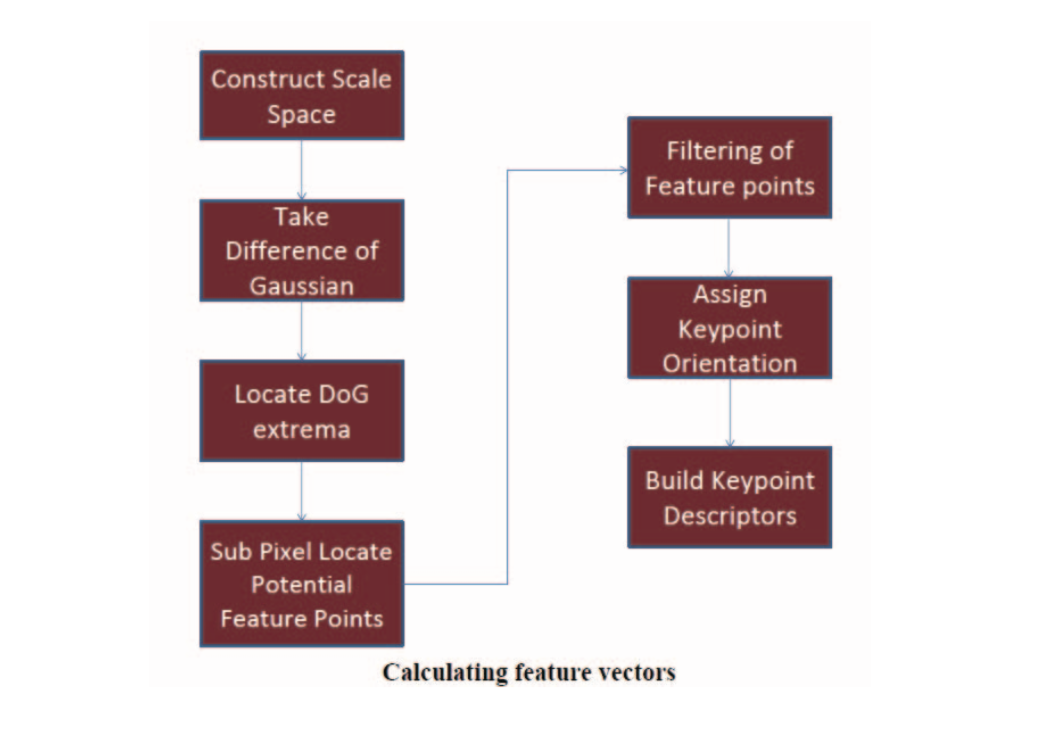 Construct Scale
Space
Take
Difference of
Gaussian
Locate DoG
extrema
Sub Pixel Locate
Potential
Feature Points
Filtering of
Feature points
Assign
Keypoint
Orientation
Build Keypoint
Descriptors
Calculating feature vectors